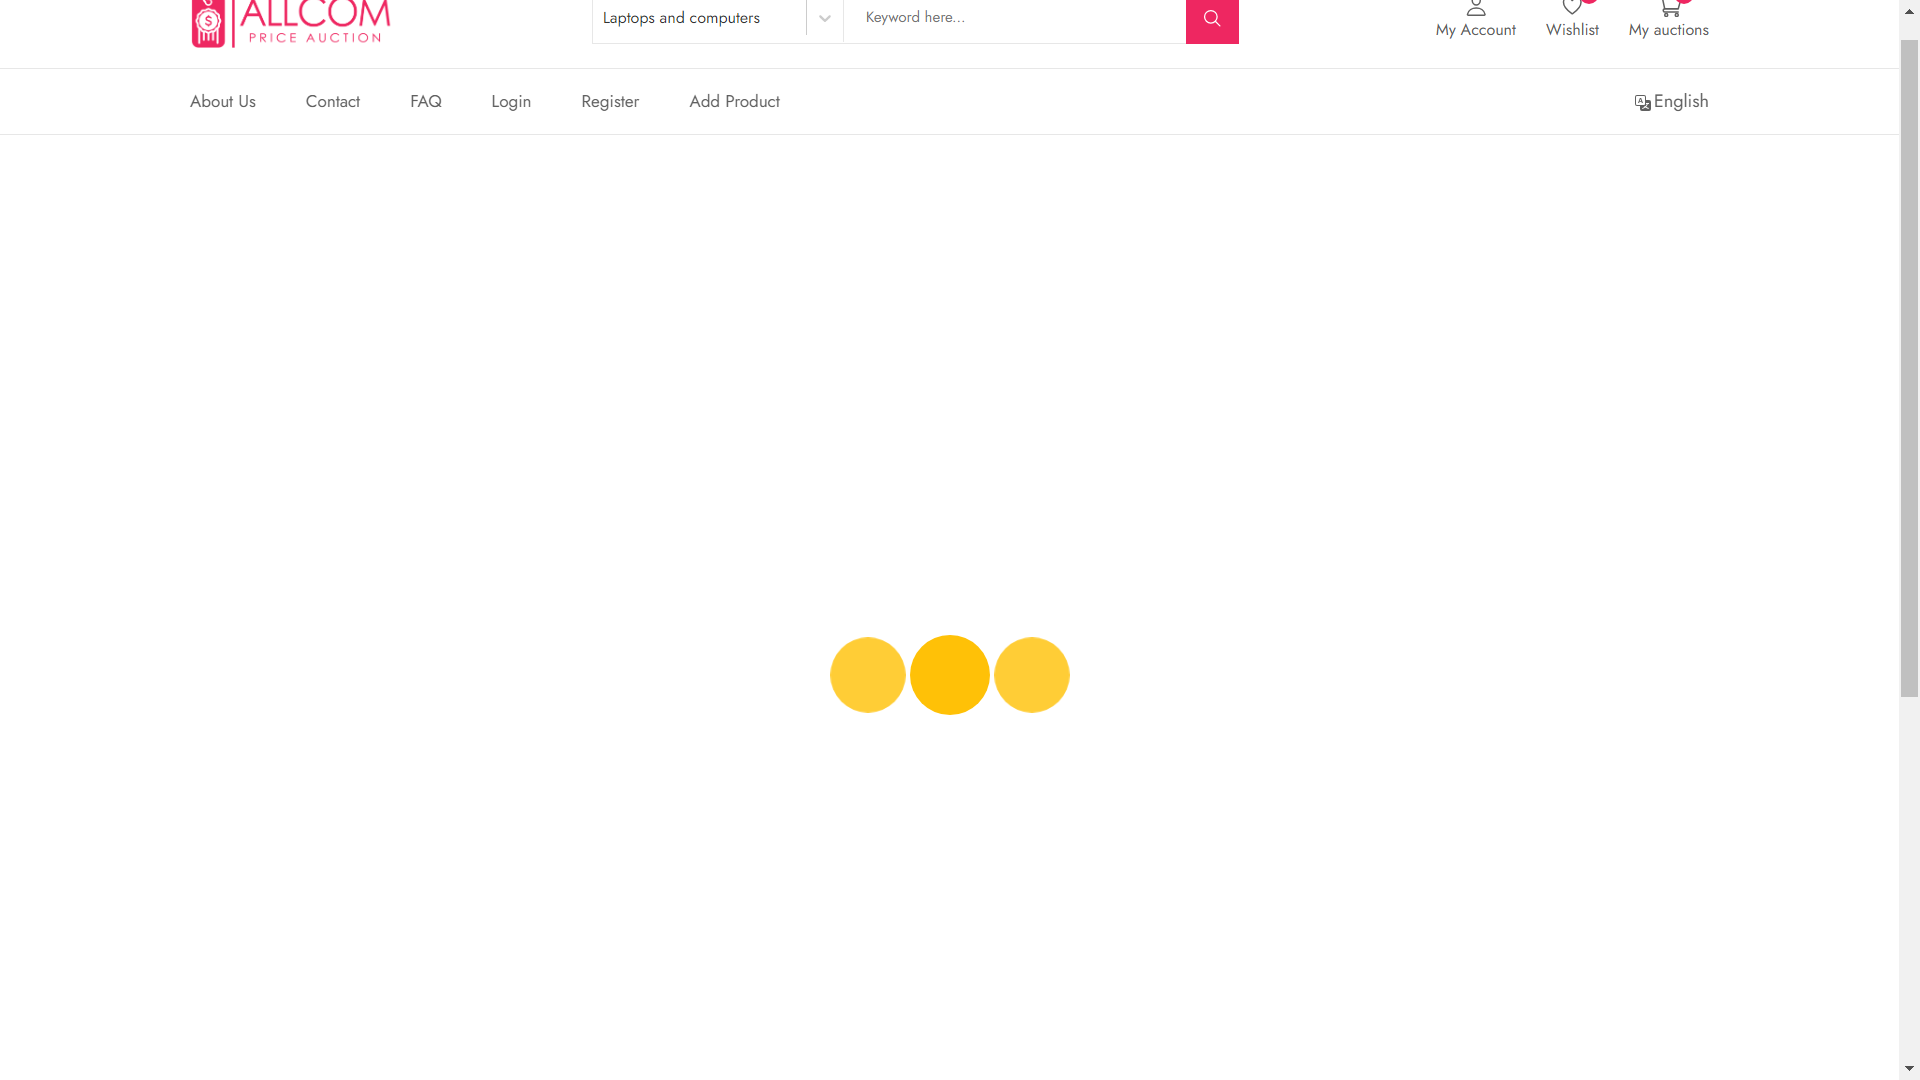 ALLCOM
PRICE AUCTION
Laptops and computers
Keyword here...
My Account
Wishlist
My auctions
About Us
Contact
FAQ
Login
Register
Add Product
English